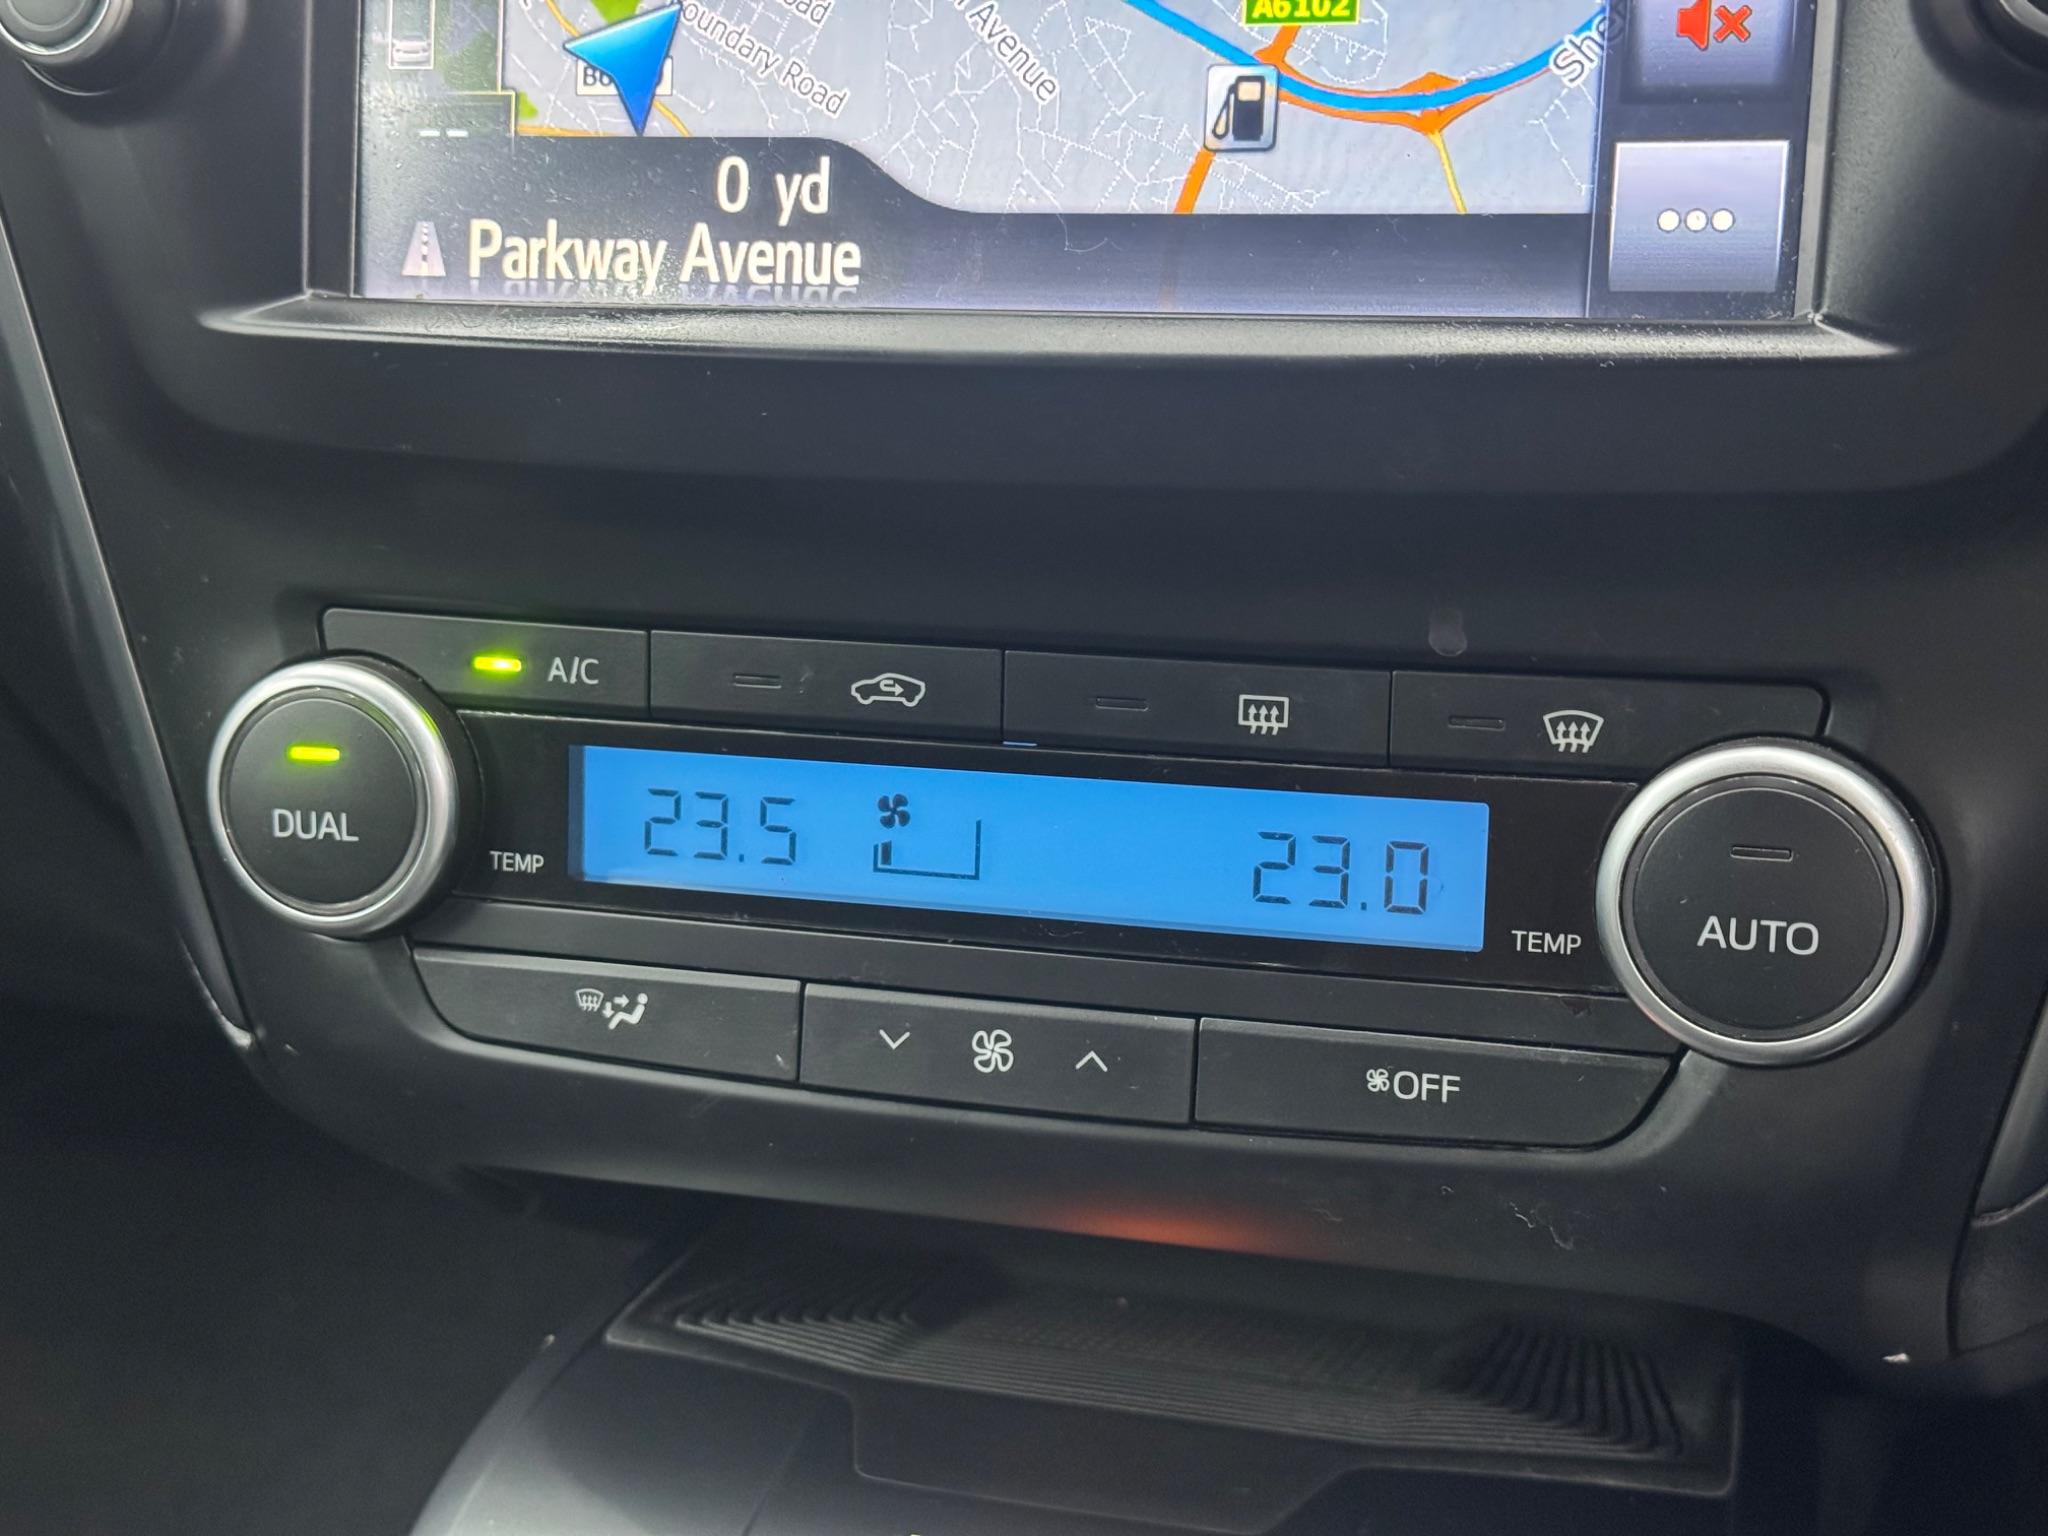 A6102
Boundary Road
Avenue
0 yd
Parkway Avenue
A/C
DUAL
TEMP
23.5
23.0
TEMP
AUTO
OFF